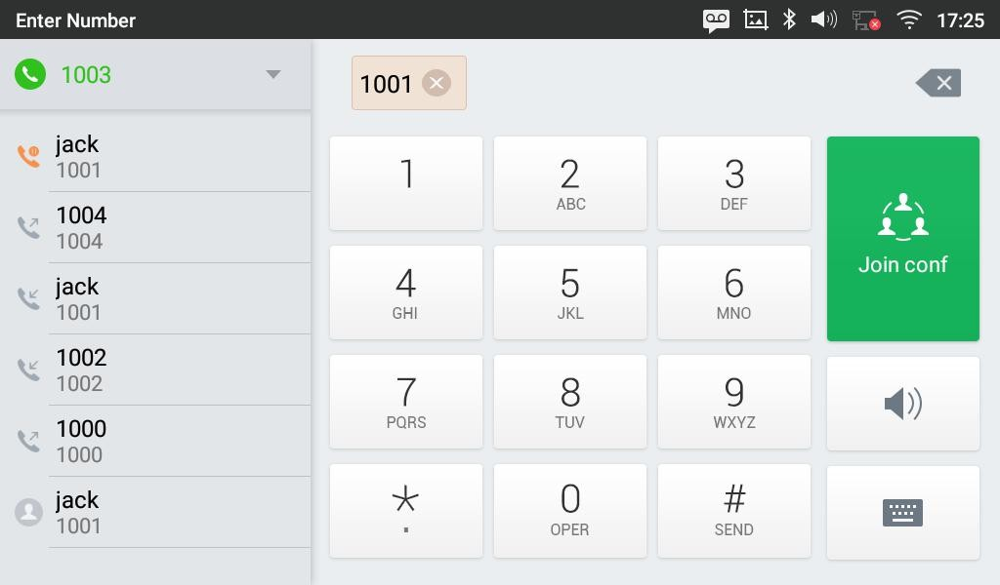 Enter Number
17:25
1003
jack
1001
1004
1004
jack
1001
1002
1002
1000
1000
jack
1001
1001
1
2
ABC
3
DEF
4
GHI
5
JKL
6
MNO
7
PQRS
8
TUV
9
WXYZ
*
.
0
OPER
#
SEND
Join conf